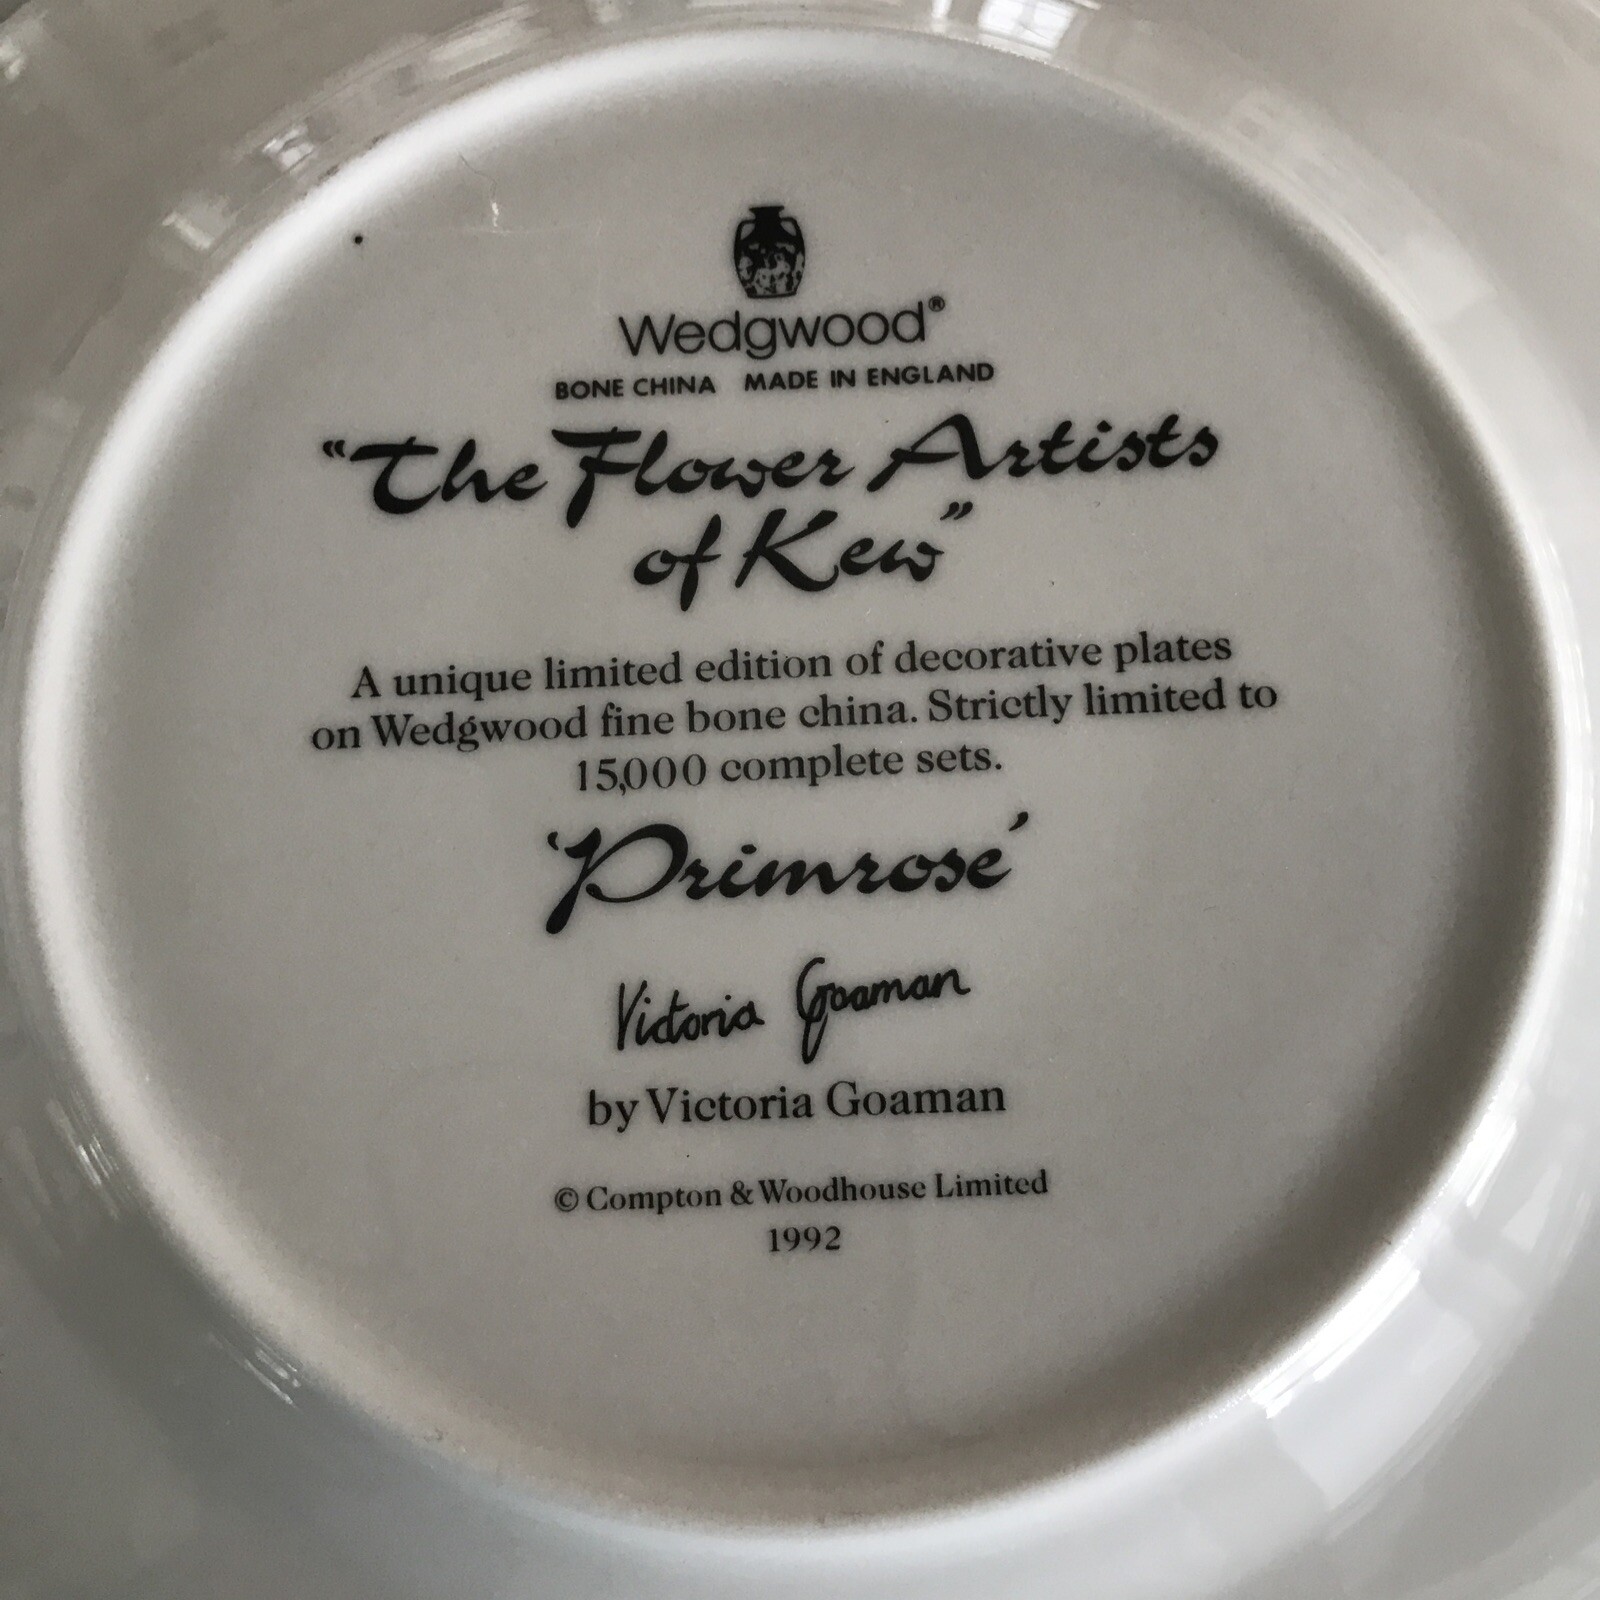 Wedgwood®
BONE CHINA MADE IN ENGLAND
“The Flower Artists
of Kew”
A unique limited edition of decorative plates
on Wedgwood fine bone china. Strictly limited to
15,000 complete sets.
‘Primrose’
Victoria Goaman
by Victoria Goaman
© Compton & Woodhouse Limited
1992